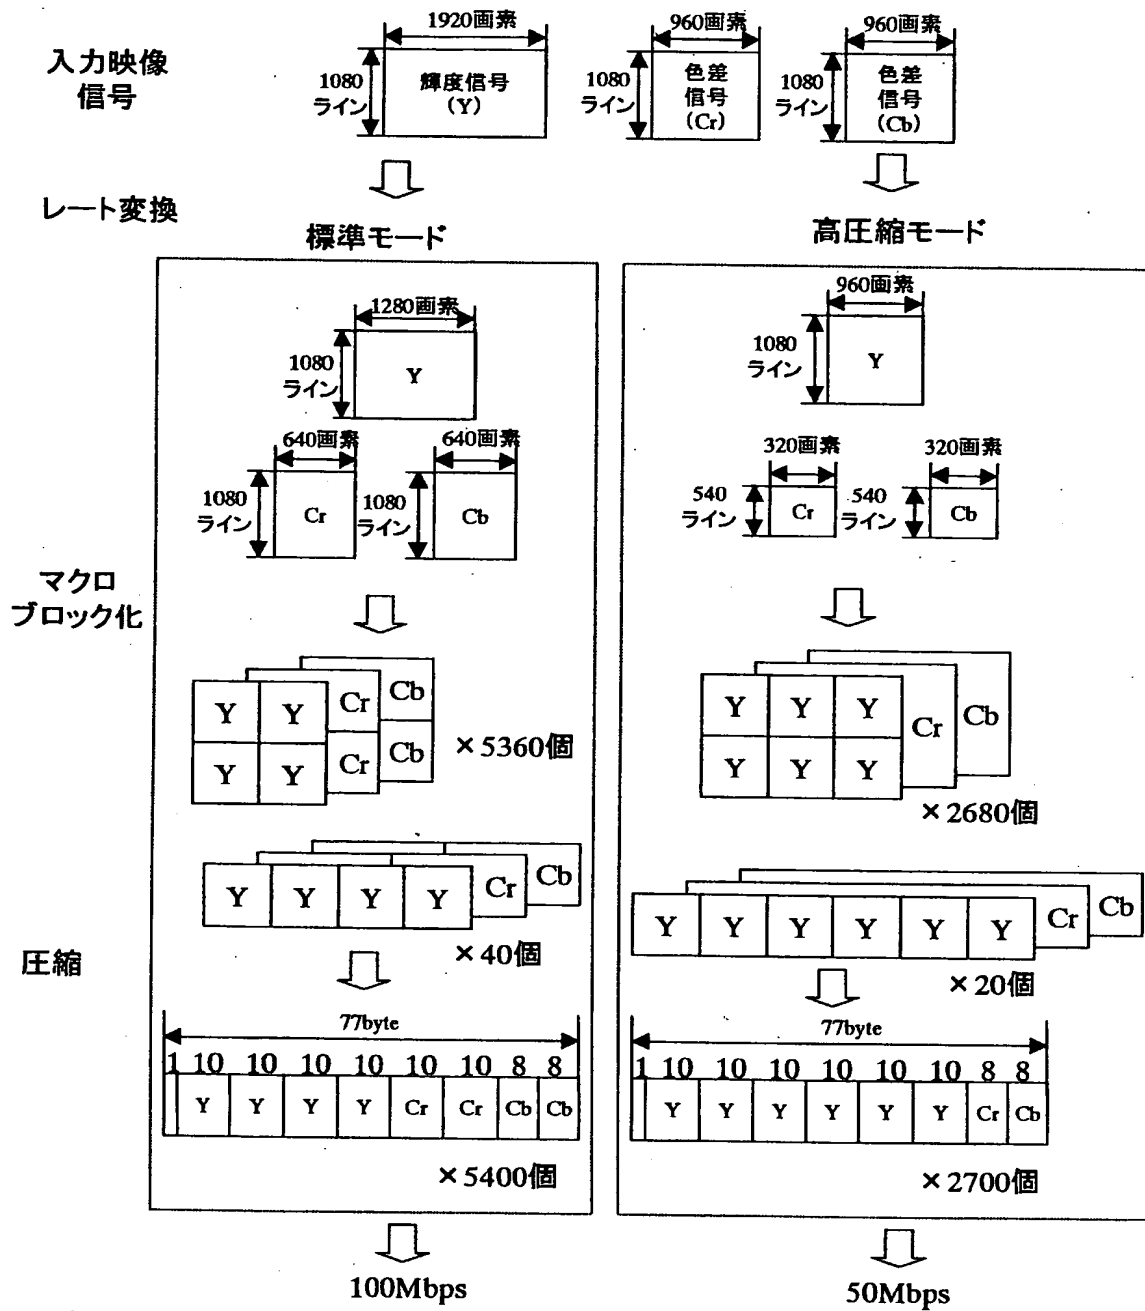 入力映像
信号
1920画素
1080
ライン
輝度信号
(Y)
960画素
1080
ライン
色差
信号
(Cr)
960画素
1080
ライン
色差
信号
(Cb)
レート変換
標準モード
高圧縮モード
1280画素
1080
ライン
Y
640画素
1080
ライン
Cr
640画素
1080
ライン
Cb
960画素
1080
ライン
Y
320画素
540
ライン
Cr
320画素
540
ライン
Cb
マクロ
ブロック化
Y Y Cr Cb
Y Y Cr Cb
×5360個
Y Y Y Cr Cb
Y Y Y
×2680個
Y Y Y Y Cr Cb
×40個
Y Y Y Y Y Y Cr Cb
×20個
圧縮
77byte
1 10 10 10 10 10 10 8 8
Y Y Y Y Cr Cr Cb Cb
×5400個
77byte
1 10 10 10 10 10 10 8 8
Y Y Y Y Y Y Cr Cb
×2700個
100Mbps
50Mbps